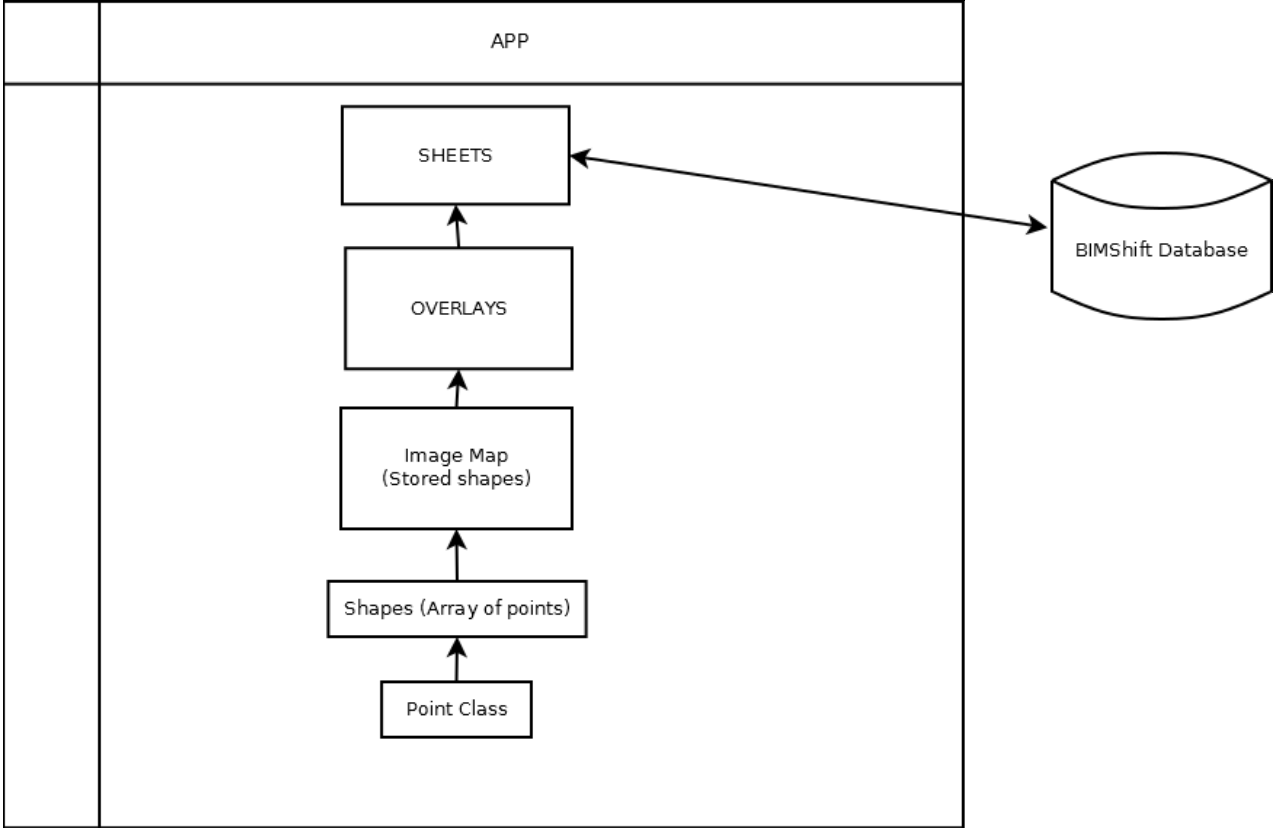 APP
SHEETS
BIMShift Database
OVERLAYS
Image Map
(Stored shapes)
Shapes (Array of points)
Point Class